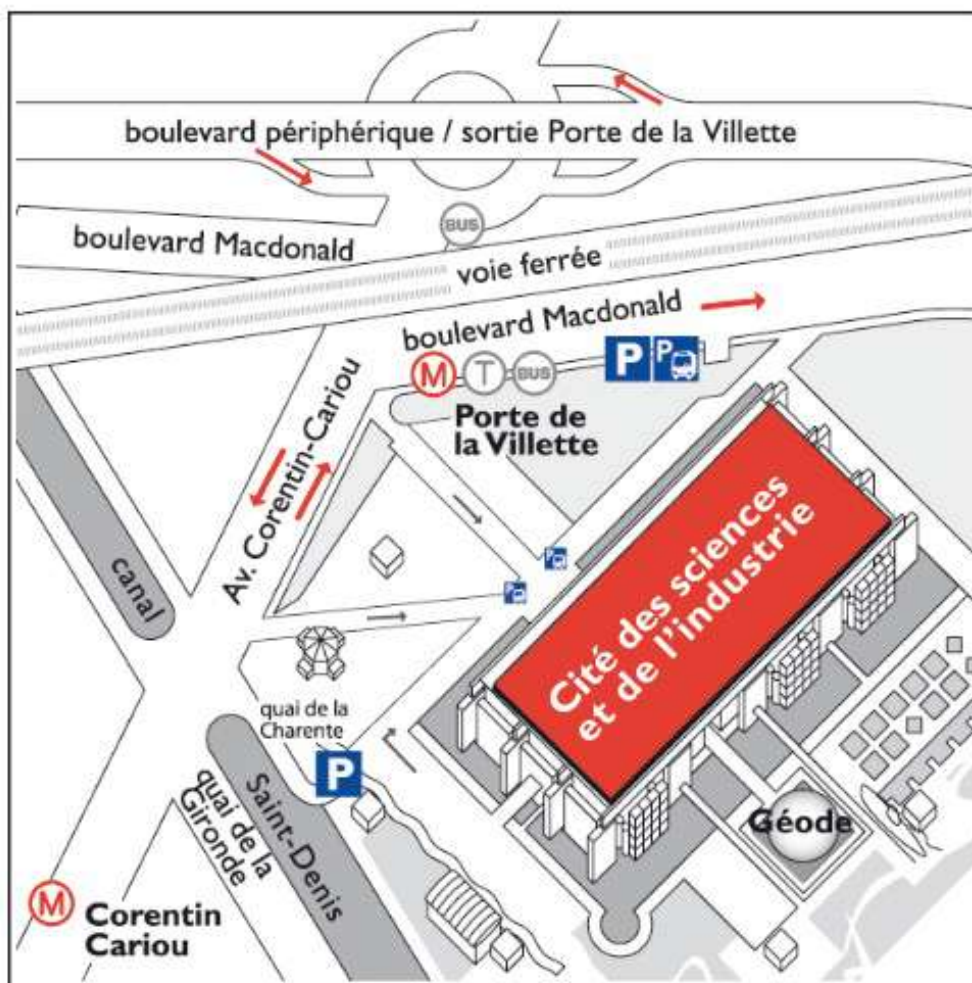 boulevard périphérique / sortie Porte de la Villette
BUS
boulevard Macdonald
voie ferrée
boulevard Macdonald
P
P
M
T
BUS
Porte de
la Villette
Av. Corentin-Cariou
canal
P
P
Cité des sciences
et de l'industrie
quai de la
Charente
P
Saint-Denis
quai de la
Gironde
Géode
M
Corentin
Cariou